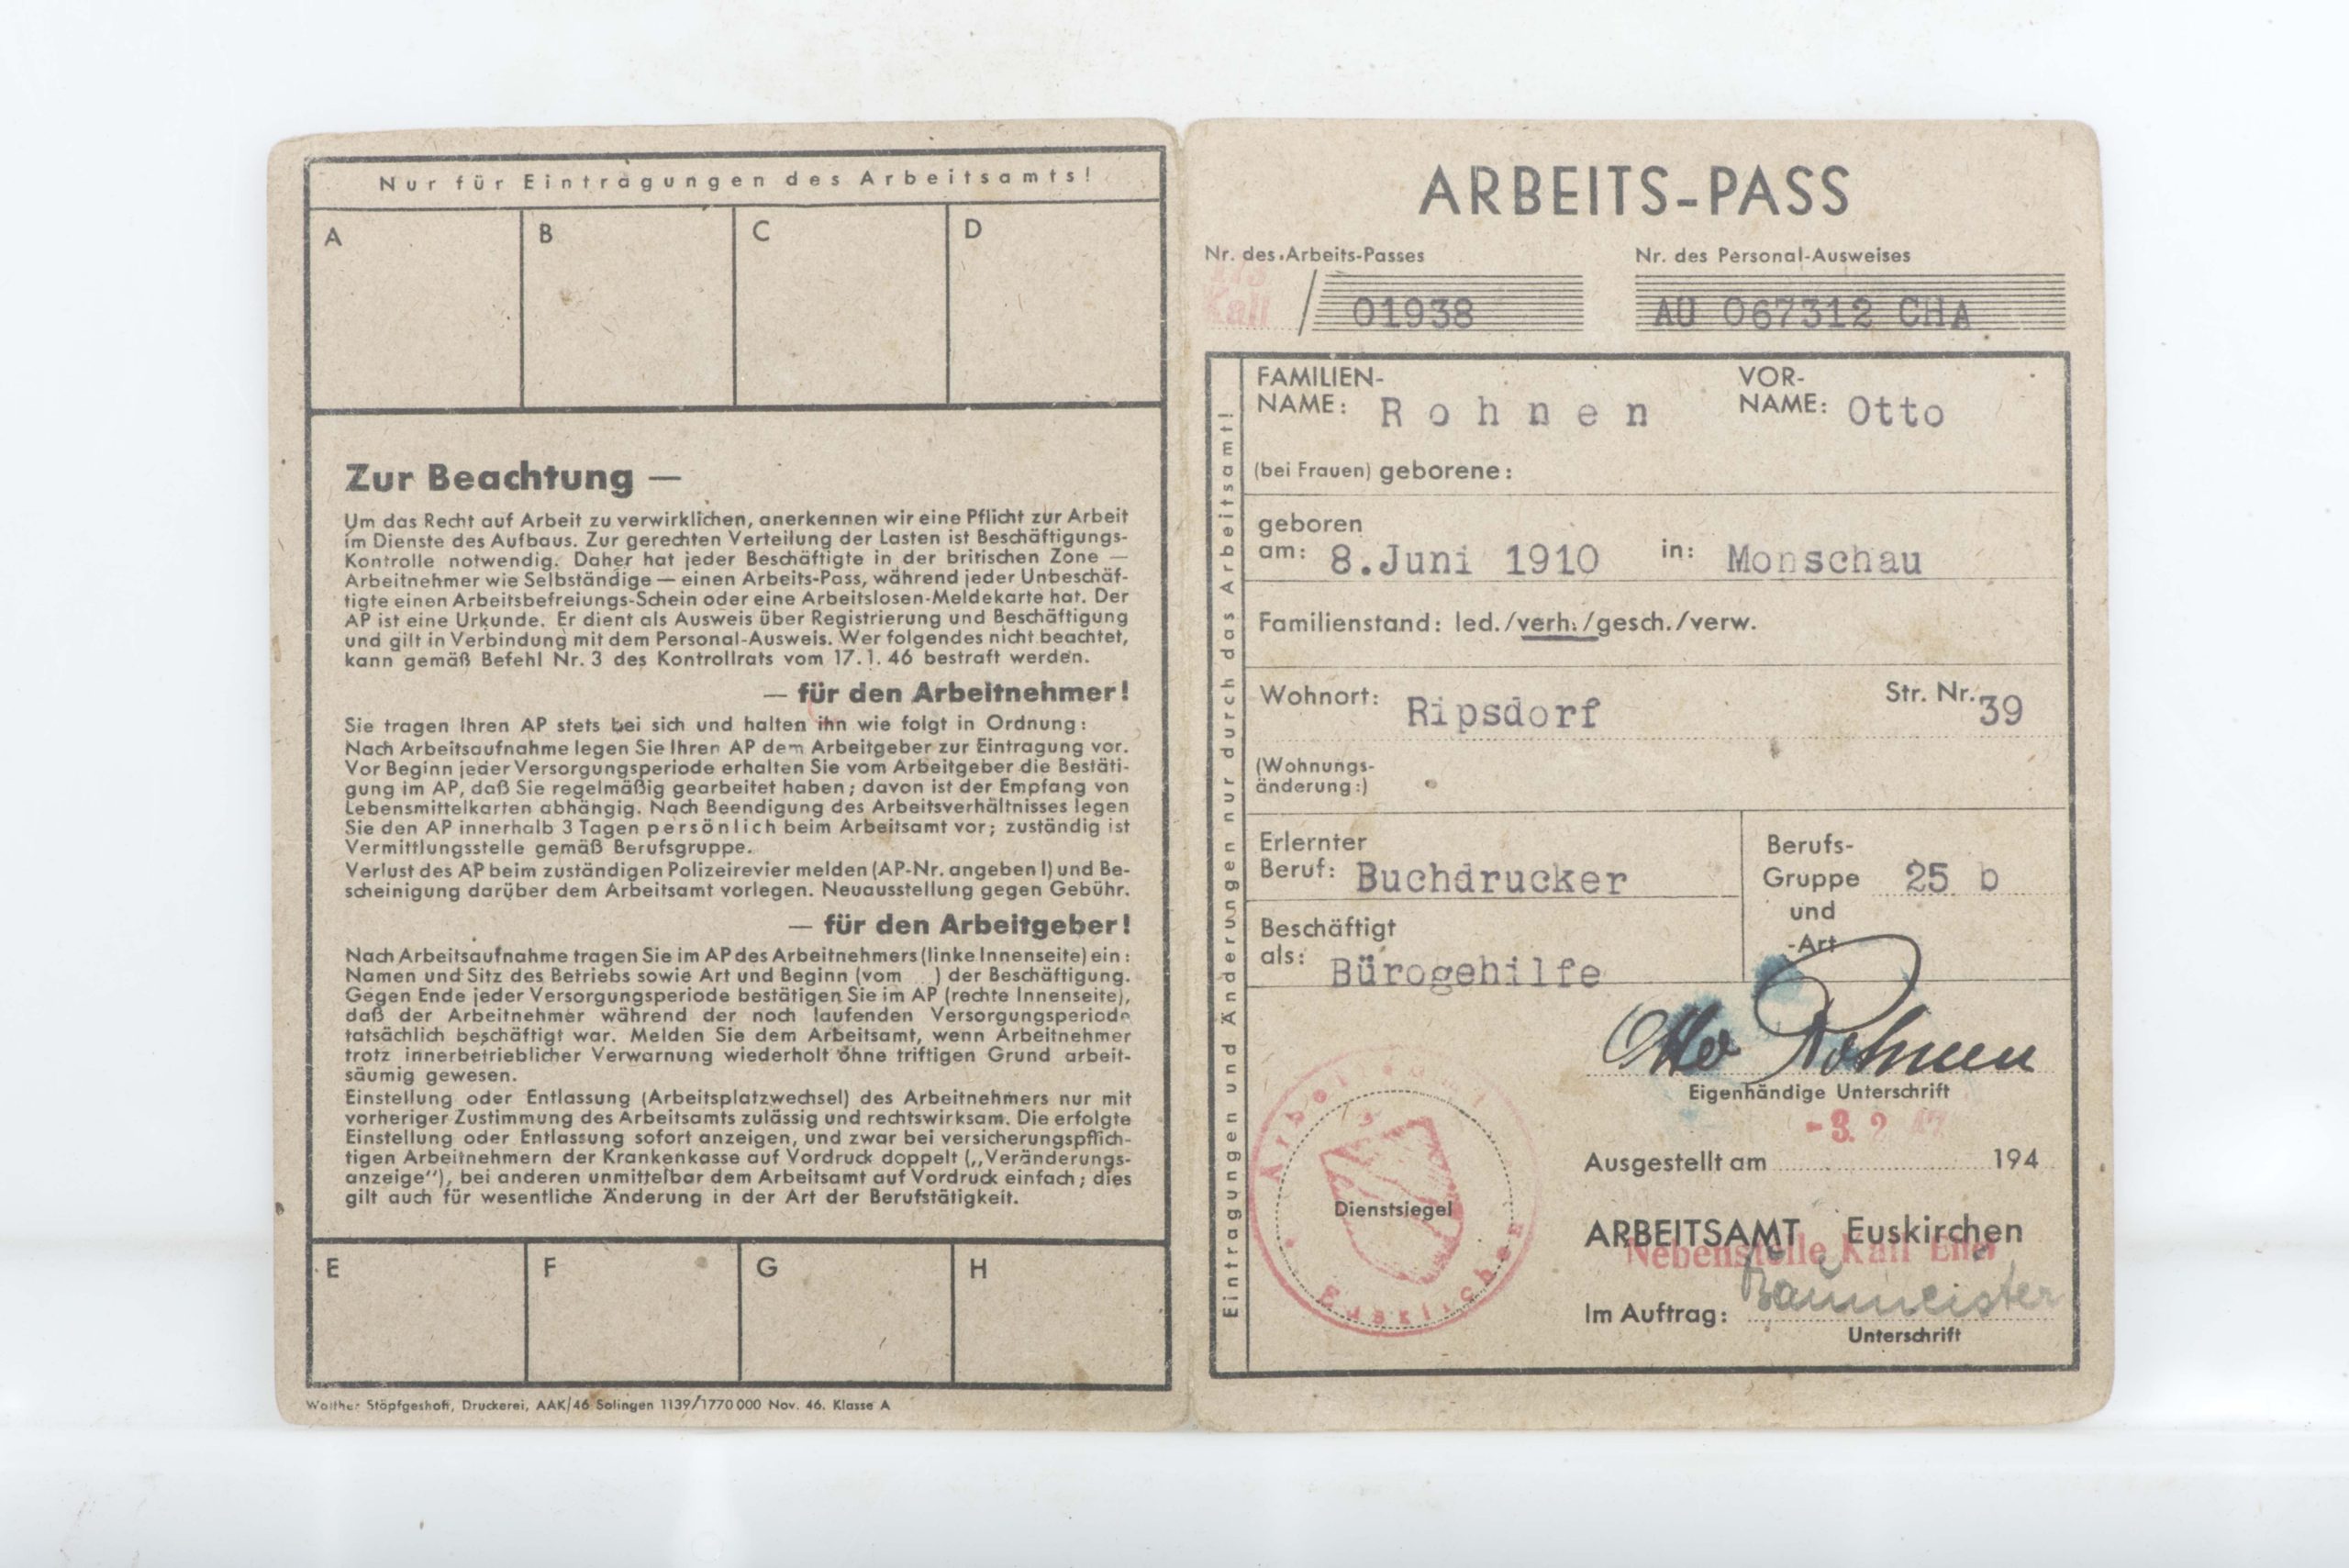 Nur für Eintragungen des Arbeitsamts!
A B C D
Zur Beachtung —
Um das Recht auf Arbeit zu verwirklichen, anerkennen wir eine Pflicht zur Arbeit
im Dienste des Aufbaus. Zur gerechten Verteilung der Lasten ist Beschäftigungs-
Kontrolle notwendig. Daher hat jeder Beschäftigte in der britischen Zone —
Arbeitnehmer wie Selbständige — einen Arbeits-Pass, während jeder Unbeschäf-
tigte einen Arbeitsbefreiungs-Schein oder eine Arbeitslosen-Meldekarte hat. Der
AP ist eine Urkunde. Er dient als Ausweis über Registrierung und Beschäftigung
und gilt in Verbindung mit dem Personal-Ausweis. Wer folgendes nicht beachtet,
kann gemäß Befehl Nr. 3 des Kontrollrats vom 17. 1. 46 bestraft werden.
— für den Arbeitnehmer!
Sie tragen Ihren AP stets bei sich und halten ihn wie folgt in Ordnung:
Nach Arbeitsaufnahme legen Sie Ihren AP dem Arbeitgeber zur Eintragung vor.
Vor Beginn jeder Versorgungsperiode erhalten Sie vom Arbeitgeber die Bestäti-
gung im AP, daß Sie regelmäßig gearbeitet haben; davon ist der Empfang von
Lebensmittelkarten abhängig. Nach Beendigung des Arbeitsverhältnisses legen
Sie den AP innerhalb 3 Tagen persönlich beim Arbeitsamt vor; zuständig ist
Vermittlungsstelle gemäß Berufsgruppe.
Verlust des AP beim zuständigen Polizeirevier melden (AP-Nr. angeben!) und Be-
scheinigung darüber dem Arbeitsamt vorlegen. Neuausstellung gegen Gebühr.
— für den Arbeitgeber!
Nach Arbeitsaufnahme tragen Sie im AP des Arbeitnehmers (linke Innenseite) ein:
Namen und Sitz des Betriebs sowie Art und Beginn (vom ...) der Beschäftigung.
Gegen Ende jeder Versorgungsperiode bestätigen Sie im AP (rechte Innenseite),
daß der Arbeitnehmer während der noch laufenden Versorgungsperiode
tatsächlich beschäftigt war. Melden Sie dem Arbeitsamt, wenn Arbeitnehmer
trotz innerbetrieblicher Verwarnung wiederholt ohne triftigen Grund arbeit-
säumig gewesen.
Einstellung oder Entlassung (Arbeitsplatzwechsel) des Arbeitnehmers nur mit
vorheriger Zustimmung des Arbeitsamts zulässig und rechtswirksam. Die erfolgte
Einstellung oder Entlassung sofort anzeigen, und zwar bei versicherungspflich-
tigen Arbeitnehmern der Krankenkasse auf Vordruck doppelt („Veränderungs-
anzeige“), bei anderen unmittelbar dem Arbeitsamt auf Vordruck einfach; dies
gilt auch für wesentliche Änderung in der Art der Berufstätigkeit.
E F G H
Walther Stöpfgeshoff, Druckerei, AAK/46 Solingen 1139/1770000 Nov. 46. Klasse A
ARBEITS-PASS
Nr. des Arbeits-Passes Nr. des Personal-Ausweises
Kall / 01938 AU 067312 CHA
Eintragungen und Änderungen nur durch das Arbeitsamt!
FAMILIEN- VOR-
NAME: Rohnen NAME: Otto
(bei Frauen) geborene:
geboren
am: 8.Juni 1910 in: Monschau
Familienstand: led./verh./gesch./verw.
Wohnort: Ripsdorf Str. Nr. 39
(Wohnungs-
änderung:)
Erlernter
Beruf: Buchdrucker
Berufs-
Gruppe 25 b
und
-Art
Beschäftigt
als: Bürogehilfe
Otto Rohnen
Eigenhändige Unterschrift
-3. 2. 47
Ausgestellt am 194
Arbeitsamt
Dienstsiegel
Euskirchen
ARBEITSAMT Euskirchen
Nebenstelle Kall Eifel
Im Auftrag: Baumeister
Unterschrift